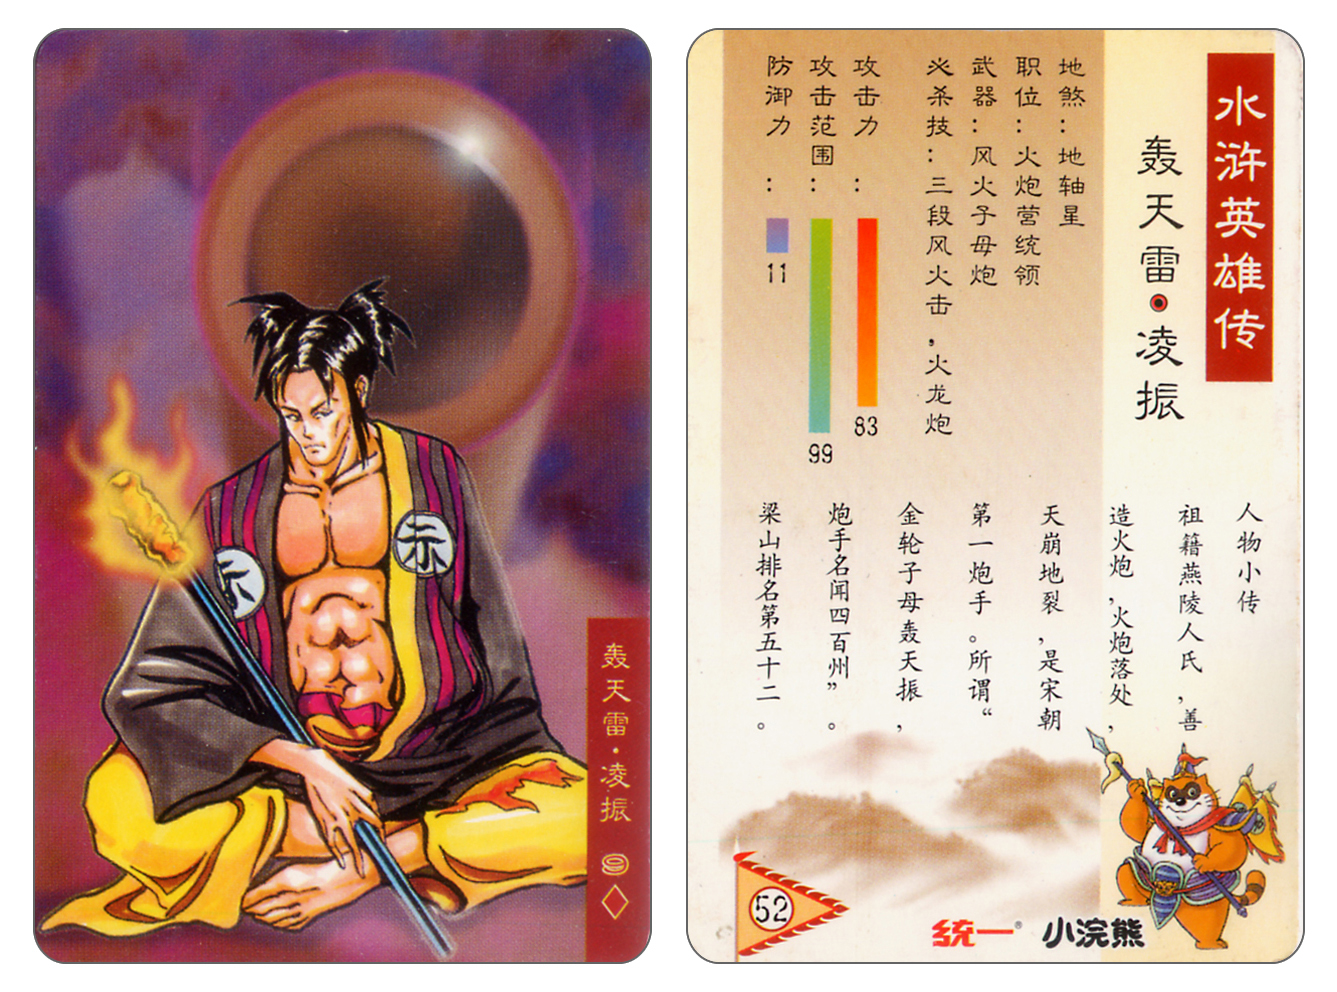 赤
赤
轰天雷·凌振
9
水浒英雄传
轰天雷·凌振
地煞：地轴星
职位：火炮营统领
武器：风火子母炮
必杀技：三段风火击，火龙炮
攻击力：
83
攻击范围：
99
防御力：
11
人物小传
祖籍燕陵人氏，善
造火炮，火炮落处，
天崩地裂，是宋朝
第一炮手。所谓“
金轮子母轰天振，
炮手名闻四百州”。
梁山排名第五十二。
52
统一® 小浣熊